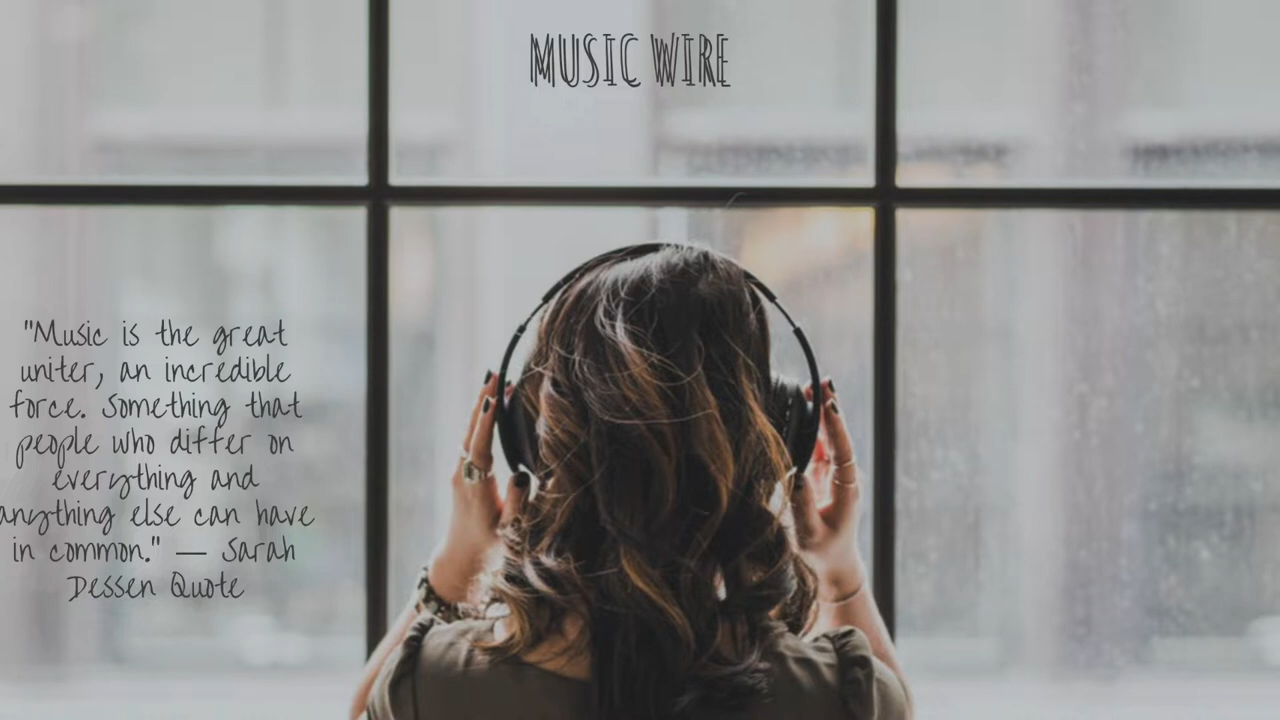 MUSIC WIRE
"Music is the great
uniter, an incredible
force. Something that
people who differ on
everything and
anything else can have
in common." — Sarah
Dessen Quote